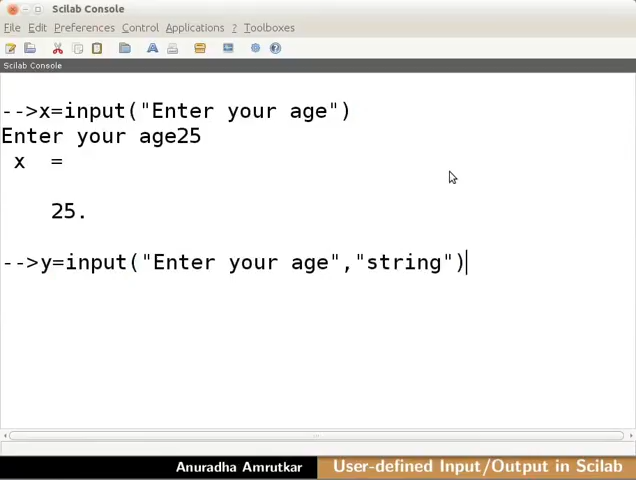 Scilab Console
File Edit Preferences Control Applications ? Toolboxes
Scilab Console
-->x=input("Enter your age")
Enter your age25
x =
25.
-->y=input("Enter your age","string")
Anuradha Amrutkar User-defined Input/Output in Scilab